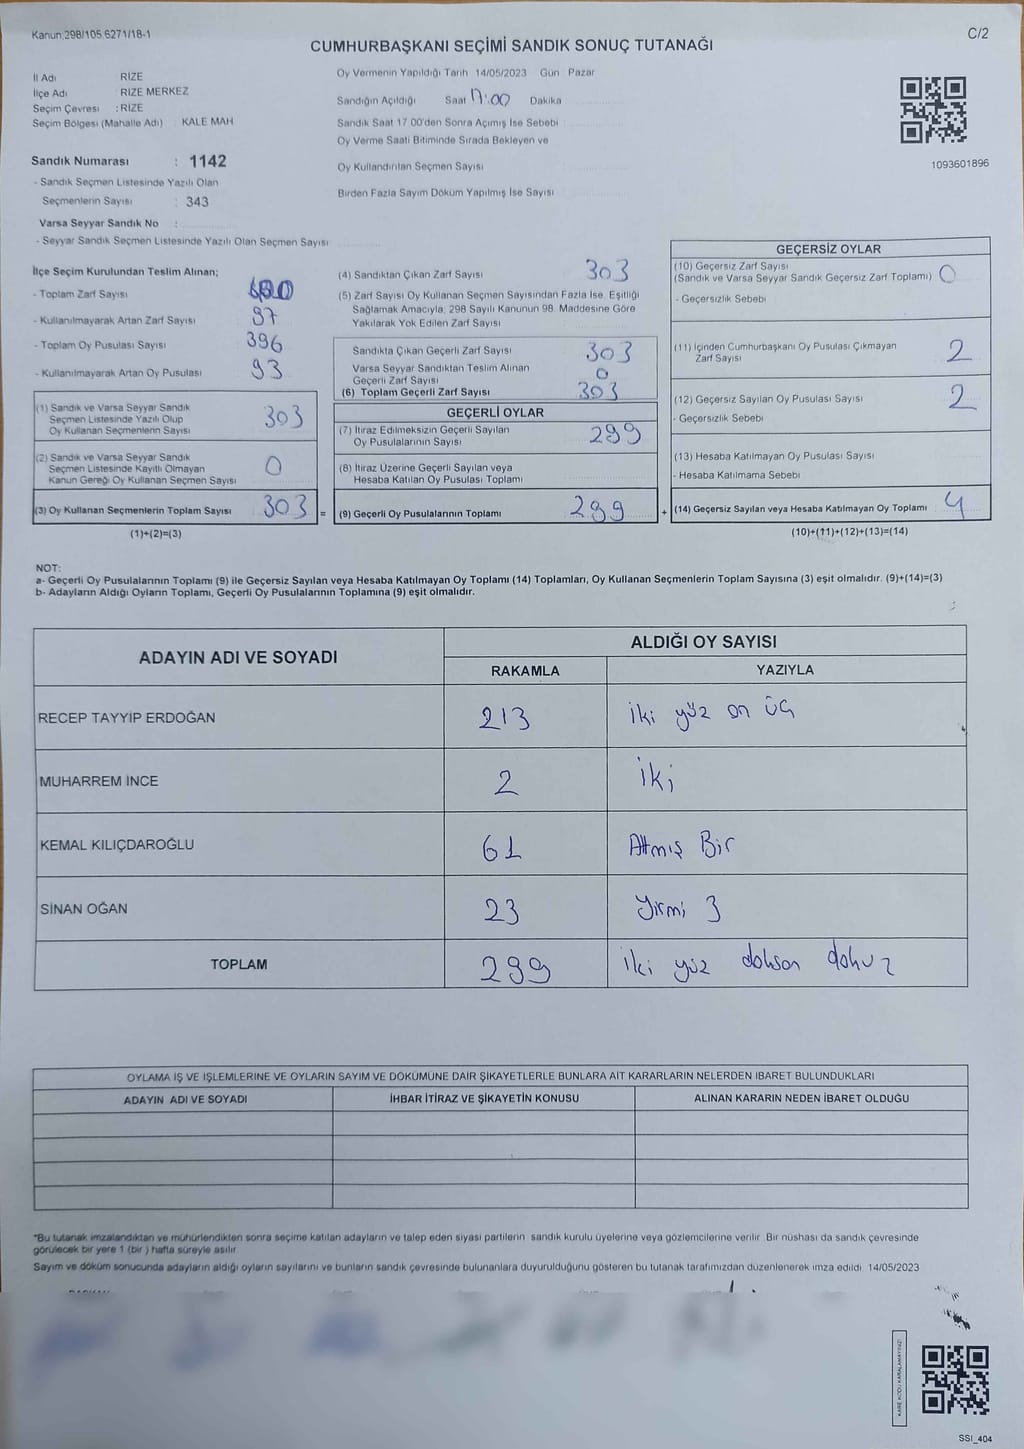 Kanun;298/105 6271/18-1
C/2
CUMHURBAŞKANI SEÇİMİ SANDIK SONUÇ TUTANAĞI
İl Adı RİZE
İlçe Adı : RİZE MERKEZ
Seçim Çevresi : RİZE
Seçim Bölgesi (Mahalle Adı) : KALE MAH
Sandık Numarası : 1142
- Sandık Seçmen Listesinde Yazılı Olan
Seçmenlerin Sayısı : 343
Varsa Seyyar Sandık No :
- Seyyar Sandık Seçmen Listesinde Yazılı Olan Seçmen Sayısı
Oy Vermenin Yapıldığı Tarih 14/05/2023 Gün Pazar
Sandığın Açıldığı Saat 17:00 Dakika
Sandık Saat 17 00'den Sonra Açımış İse Sebebi
Oy Verme Saati Bitiminde Sırada Bekleyen ve
Oy Kullandırılan Seçmen Sayısı
Birden Fazla Sayım Döküm Yapılmış İse Sayısı
1093601896
İlçe Seçim Kurulundan Teslim Alınan;
- Toplam Zarf Sayısı
- Kullanılmayarak Artan Zarf Sayısı 97
- Toplam Oy Pusulası Sayısı 396
- Kullanılmayarak Artan Oy Pusulası 93
(1) Sandık ve Varsa Seyyar Sandık
Seçmen Listesinde Yazılı Olup
Oy Kullanan Seçmenlerin Sayısı 303
(2) Sandık ve Varsa Seyyar Sandık
Seçmen Listesinde Kayıtlı Olmayan
Kanun Gereği Oy Kullanan Seçmen Sayısı 0
(3) Oy Kullanan Seçmenlerin Toplam Sayısı 303 =
(1)+(2)=(3)
(4) Sandıktan Çıkan Zarf Sayısı 303
(5) Zarf Sayısı Oy Kullanan Seçmen Sayısından Fazla İse, Eşitliği
Sağlamak Amacıyla; 298 Sayılı Kanunun 98. Maddesine Göre
Yakılarak Yok Edilen Zarf Sayısı
Sandıkta Çıkan Geçerli Zarf Sayısı 303
Varsa Seyyar Sandıktan Teslim Alınan
Geçerli Zarf Sayısı 0
(6) Toplam Geçerli Zarf Sayısı 303
GEÇERLİ OYLAR
(7) İtiraz Edilmeksizin Geçerli Sayılan
Oy Pusulalarının Sayısı 299
(8) İtiraz Üzerine Geçerli Sayılan veya
Hesaba Katılan Oy Pusulası Toplamı
(9) Geçerli Oy Pusulalarının Toplamı 299 +
GEÇERSİZ OYLAR
(10) Geçersiz Zarf Sayısı
(Sandık ve Varsa Seyyar Sandık Geçersiz Zarf Toplamı) 0
- Geçersizlik Sebebi
(11) İçinden Cumhurbaşkanı Oy Pusulası Çıkmayan
Zarf Sayısı 2
(12) Geçersiz Sayılan Oy Pusulası Sayısı 2
- Geçersizlik Sebebi
(13) Hesaba Katılmayan Oy Pusulası Sayısı
- Hesaba Katılmama Sebebi
(14) Geçersiz Sayılan veya Hesaba Katılmayan Oy Toplamı 4
(10)+(11)+(12)+(13)=(14)
NOT:
a- Geçerli Oy Pusulalarının Toplamı (9) ile Geçersiz Sayılan veya Hesaba Katılmayan Oy Toplamı (14) Toplamları, Oy Kullanan Seçmenlerin Toplam Sayısına (3) eşit olmalıdır. (9)+(14)=(3)
b- Adayların Aldığı Oyların Toplamı, Geçerli Oy Pusulalarının Toplamına (9) eşit olmalıdır.
ADAYIN ADI VE SOYADI
ALDIĞI OY SAYISI
RAKAMLA YAZIYLA
RECEP TAYYİP ERDOĞAN 213 iki yüz on üç
MUHARREM İNCE 2 iki
KEMAL KILIÇDAROĞLU 61 Atmış Bir
SİNAN OĞAN 23 Yirmi 3
TOPLAM 299 iki yüz doksan dokuz
OYLAMA İŞ VE İŞLEMLERİNE VE OYLARIN SAYIM VE DÖKÜMÜNE DAİR ŞİKAYETLERLE BUNLARA AİT KARARLARIN NELERDEN İBARET BULUNDUKLARI
ADAYIN ADI VE SOYADI İHBAR İTİRAZ VE ŞİKAYETİN KONUSU ALINAN KARARIN NEDEN İBARET OLDUĞU
*Bu tutanak imzalandıktan ve mühürlendikten sonra seçime katılan adayların ve talep eden siyasi partilerin sandık kurulu üyelerine veya gözlemcilerine verilir. Bir nüshası da sandık çevresinde
görülecek bir yere 1 (bir ) hafta süreyle asılır.
Sayım ve döküm sonucunda adayların aldığı oyların sayılarını ve bunların sandık çevresinde bulunanlara duyurulduğunu gösteren bu tutanak tarafımızdan düzenlenerek imza edildi. 14/05/2023
KARE KODU KARALAMAYINIZ!
SSI_404